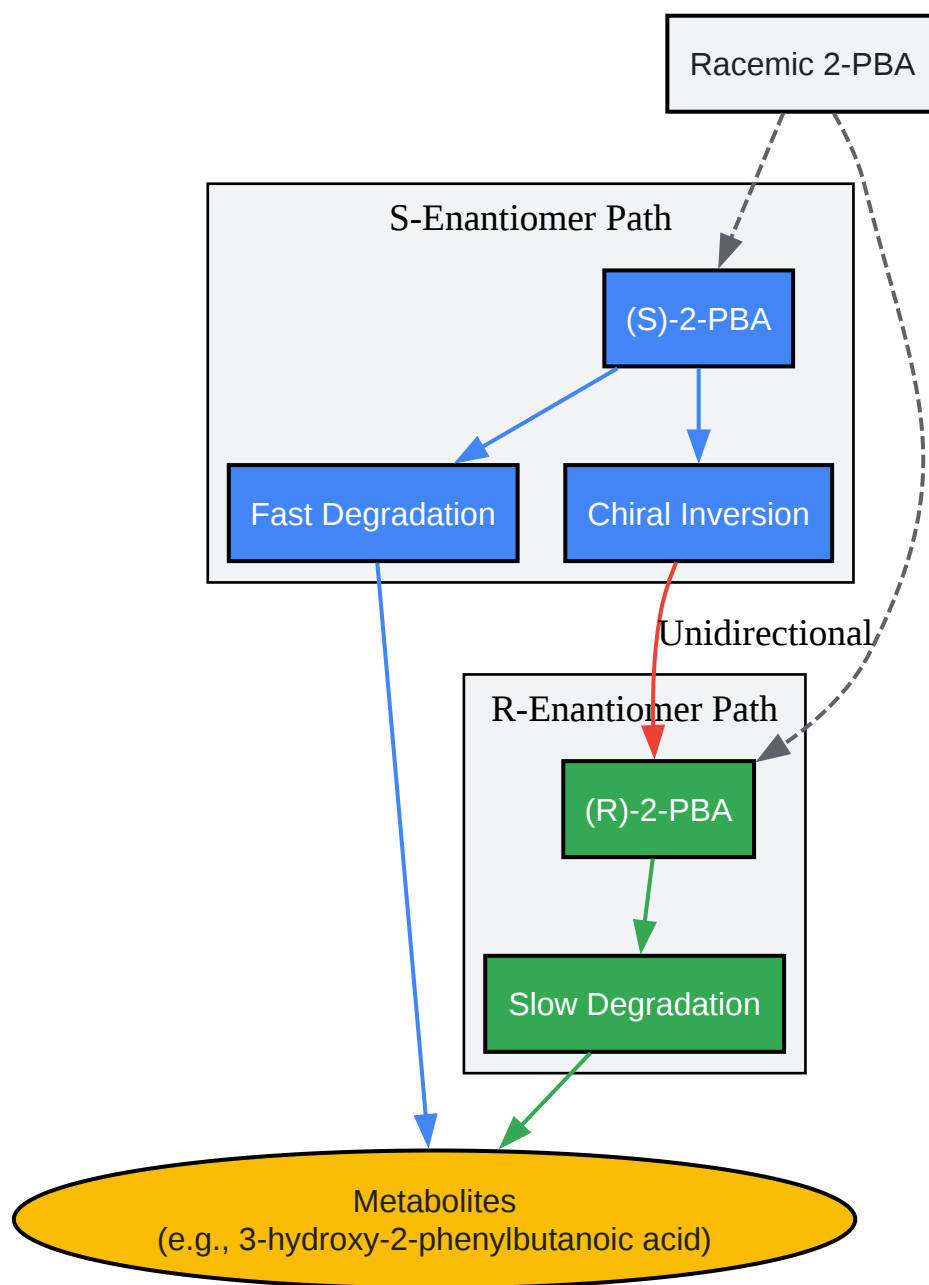 Racemic 2-PBA
S-Enantiomer Path
(S)-2-PBA
Fast Degradation
Chiral Inversion
Unidirectional
R-Enantiomer Path
(R)-2-PBA
Slow Degradation
Metabolites
(e.g., 3-hydroxy-2-phenylbutanoic acid)